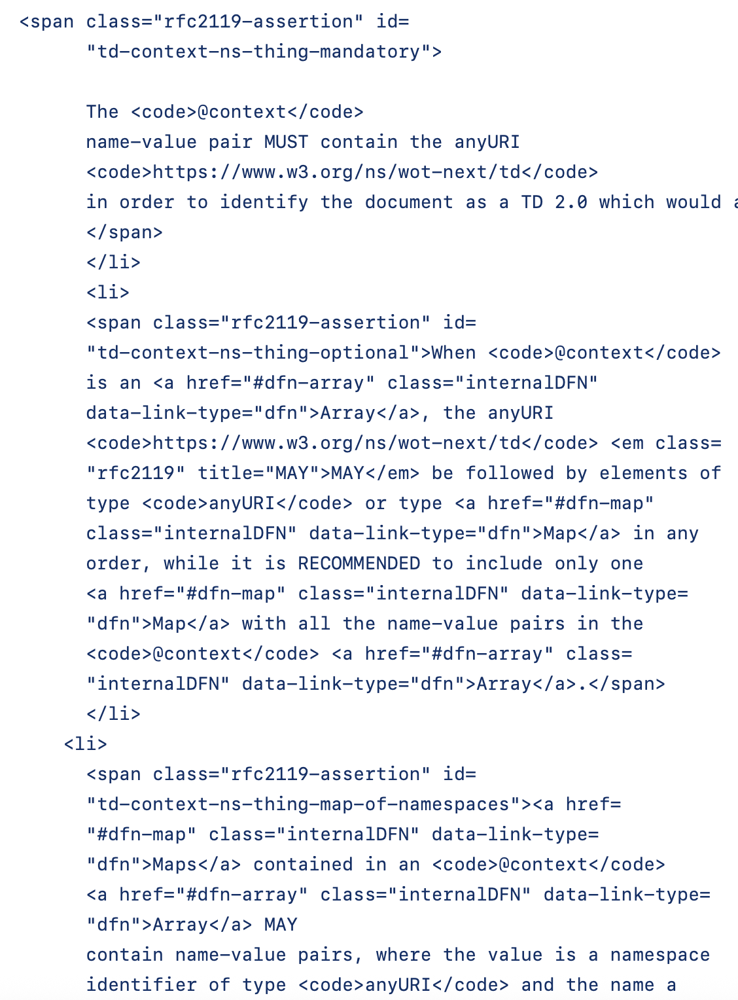 <span class="rfc2119-assertion" id=
"td-context-ns-thing-mandatory">
The <code>@context</code>
name-value pair MUST contain the anyURI
<code>https://www.w3.org/ns/wot-next/td</code>
in order to identify the document as a TD 2.0 which would
</span>
</li>
<li>
<span class="rfc2119-assertion" id=
"td-context-ns-thing-optional">When <code>@context</code>
is an <a href="#dfn-array" class="internalDFN"
data-link-type="dfn">Array</a>, the anyURI
<code>https://www.w3.org/ns/wot-next/td</code> <em class=
"rfc2119" title="MAY">MAY</em> be followed by elements of
type <code>anyURI</code> or type <a href="#dfn-map"
class="internalDFN" data-link-type="dfn">Map</a> in any
order, while it is RECOMMENDED to include only one
<a href="#dfn-map" class="internalDFN" data-link-type=
"dfn">Map</a> with all the name-value pairs in the
<code>@context</code> <a href="#dfn-array" class=
"internalDFN" data-link-type="dfn">Array</a>.</span>
</li>
<li>
<span class="rfc2119-assertion" id=
"td-context-ns-thing-map-of-namespaces"><a href=
"#dfn-map" class="internalDFN" data-link-type=
"dfn">Maps</a> contained in an <code>@context</code>
<a href="#dfn-array" class="internalDFN" data-link-type=
"dfn">Array</a> MAY
contain name-value pairs, where the value is a namespace
identifier of type <code>anyURI</code> and the name a